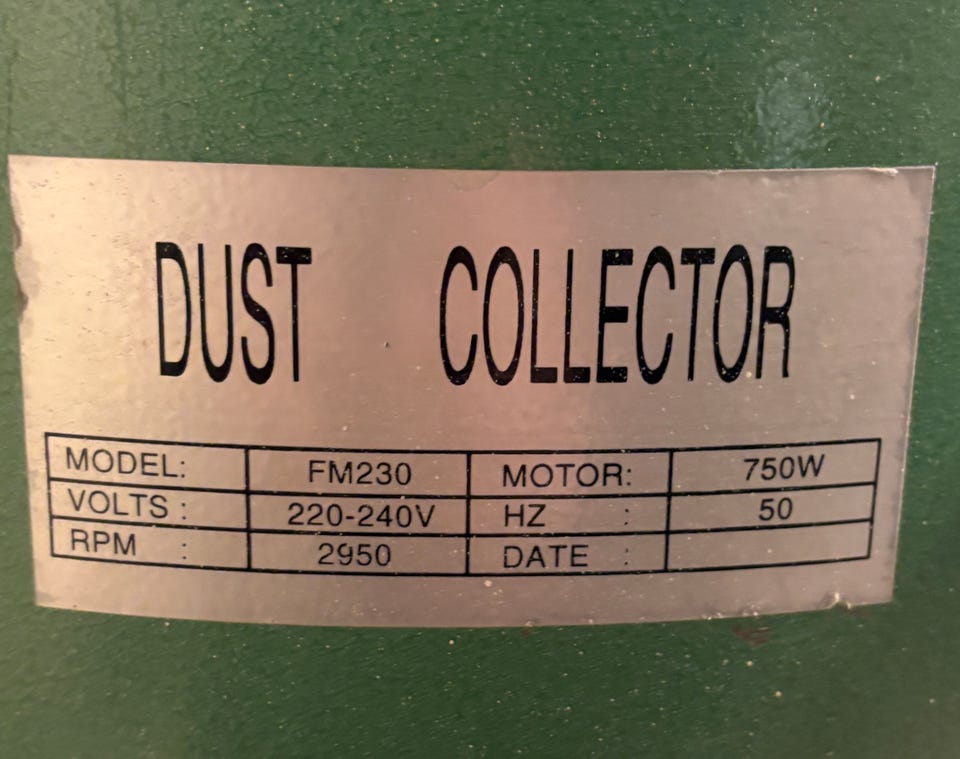 DUST COLLECTOR
MODEL: FM230 MOTOR: 750W
VOLTS : 220-240V HZ : 50
RPM : 2950 DATE :